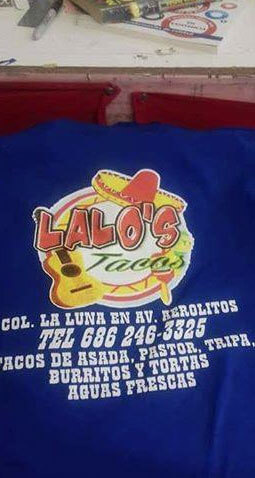 LALO'S
Tacos
COL. LA LUNA EN AV. AEROLITOS
TEL 686 246-3325
TACOS DE ASADA, PASTOR, TRIPA,
BURRITOS Y TORTAS
AGUAS FRESCAS